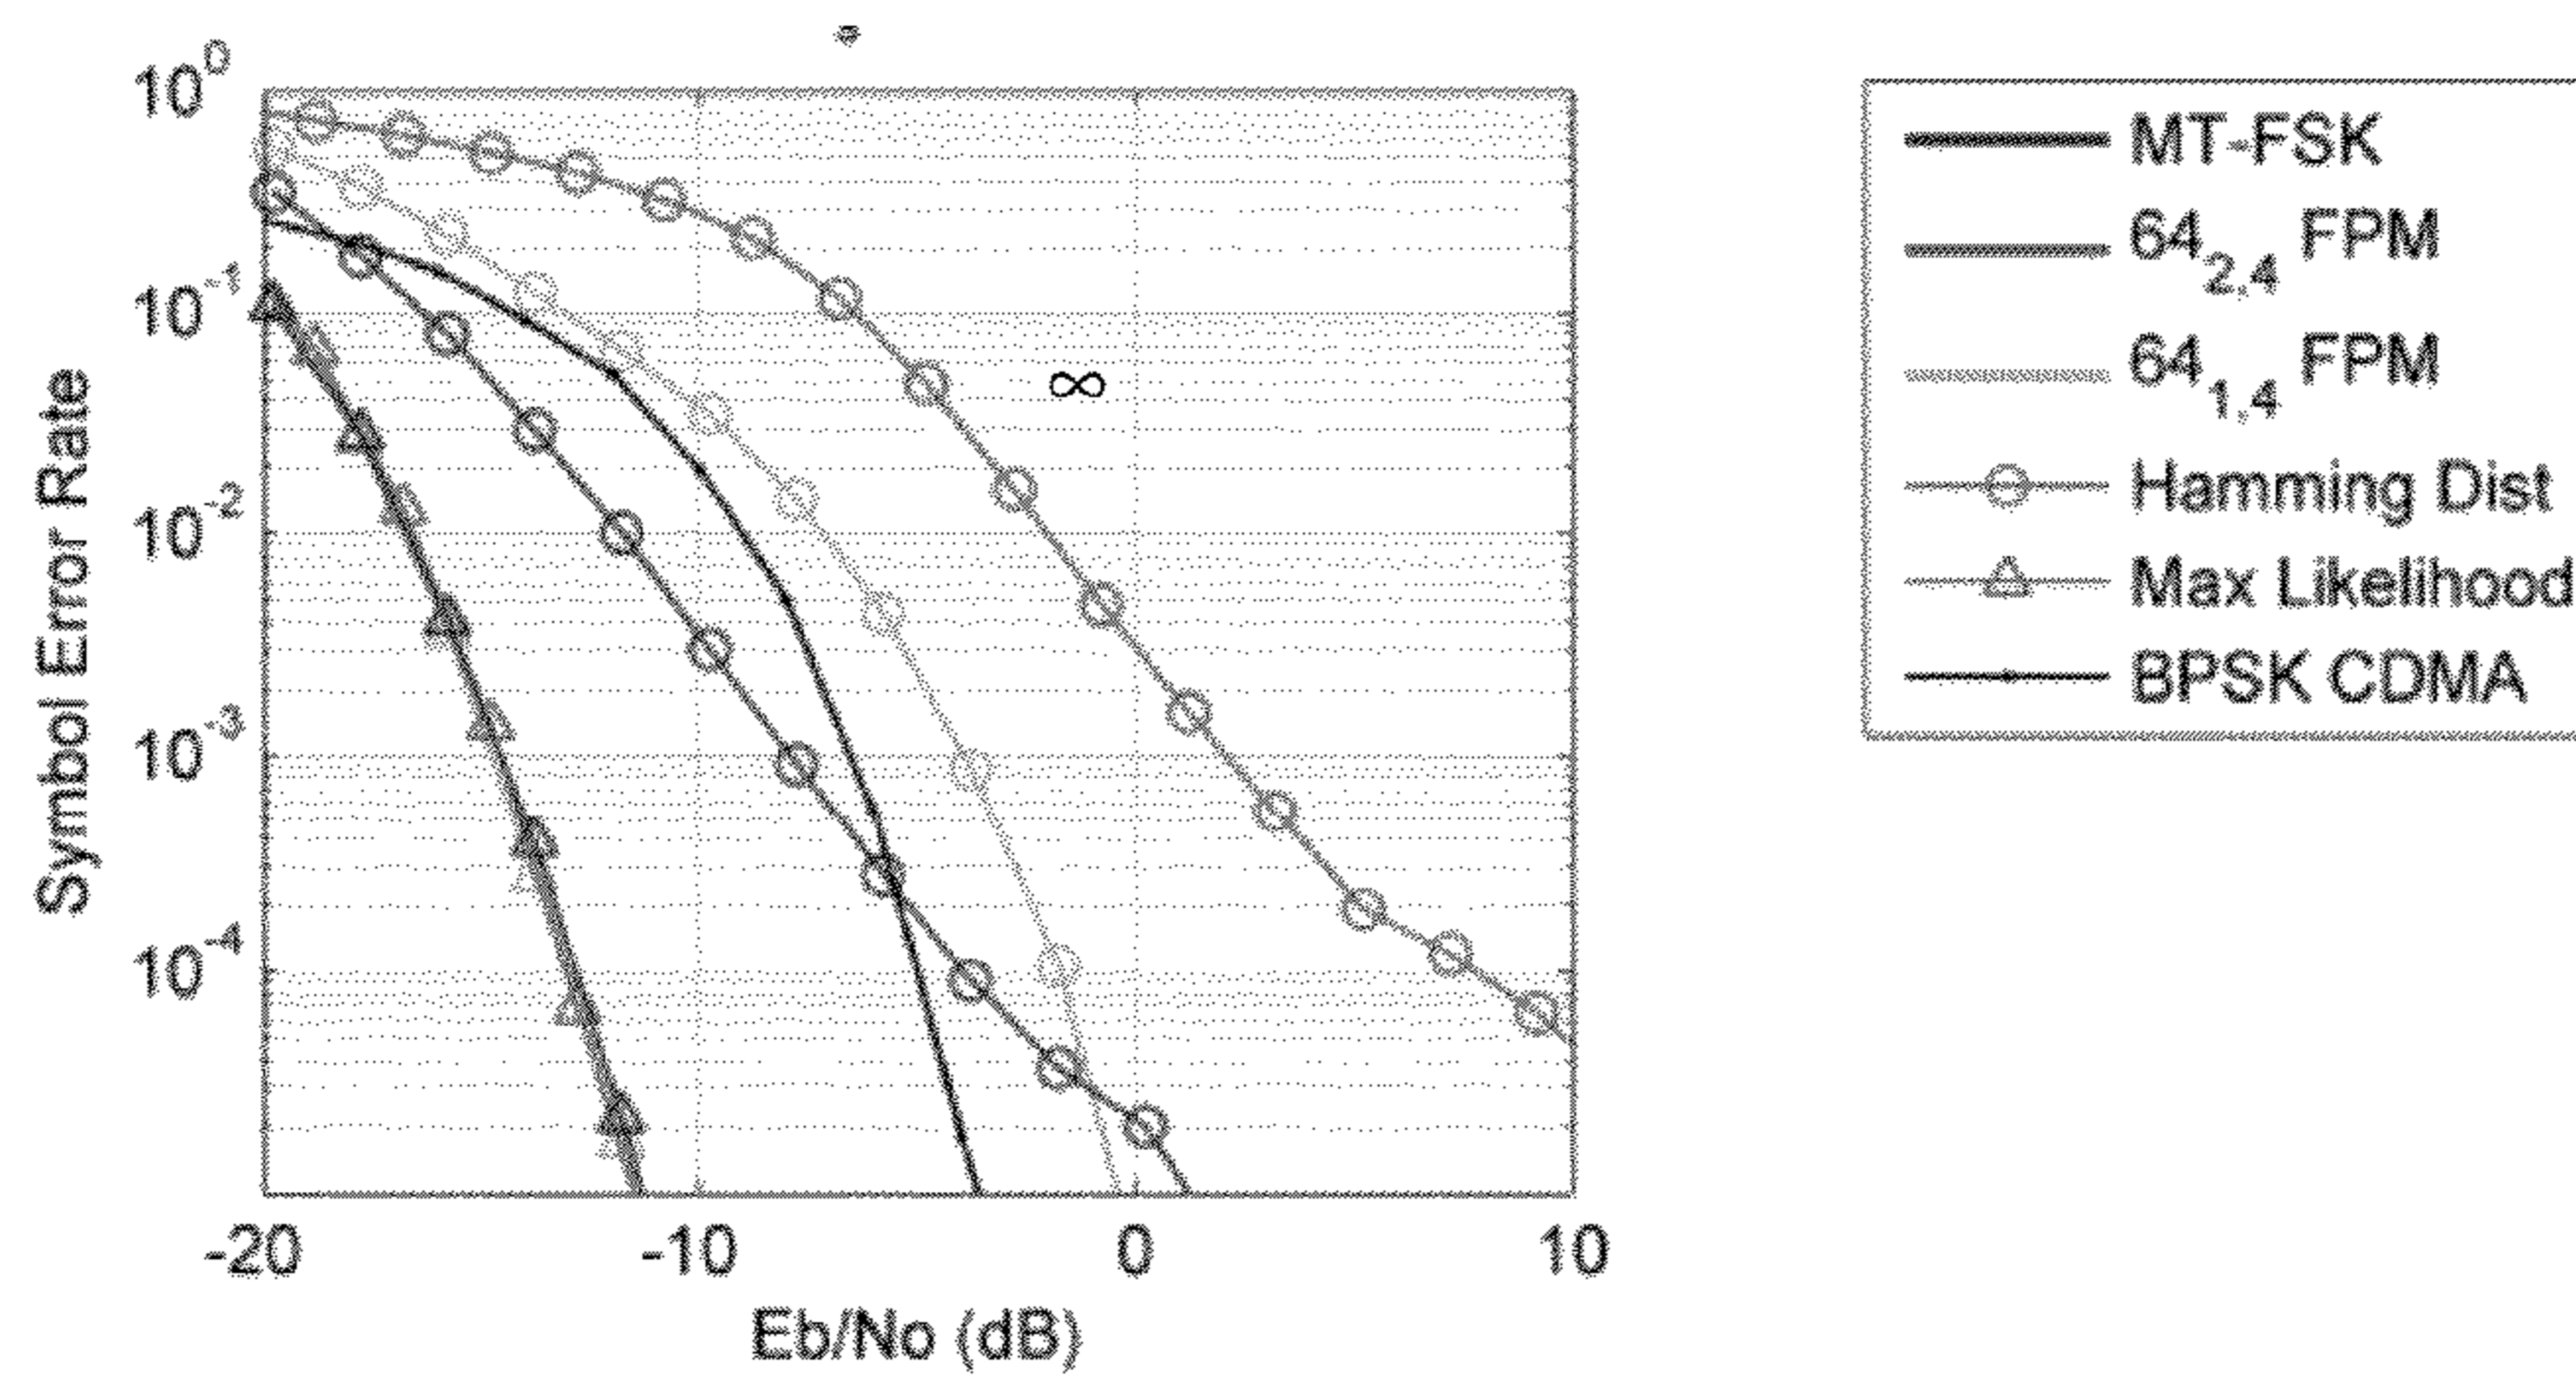 10^0
10^-1
10^-2
10^-3
10^-4
Symbol Error Rate
∞
-20 -10 0 10
Eb/No (dB)
MT-FSK
64_2,4 FPM
64_1,4 FPM
Hamming Dist
Max Likelihood
BPSK CDMA